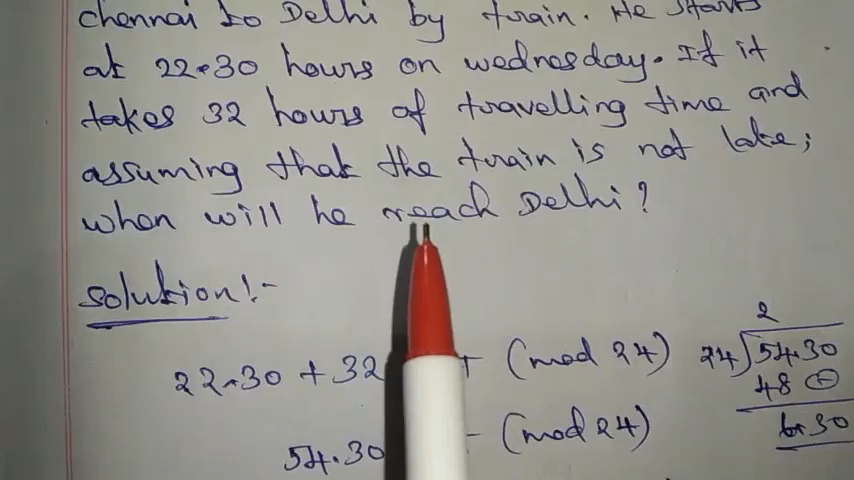 chennai to Delhi by train. He starts
at 22.30 hours on wednesday. If it
takes 32 hours of travelling time and
assuming that the train is not late;
when will he reach Delhi?
Solution:-
22.30 + 32 (mod 24)
54.30 (mod 24)
2
24)54.30
48 (-)
6.30